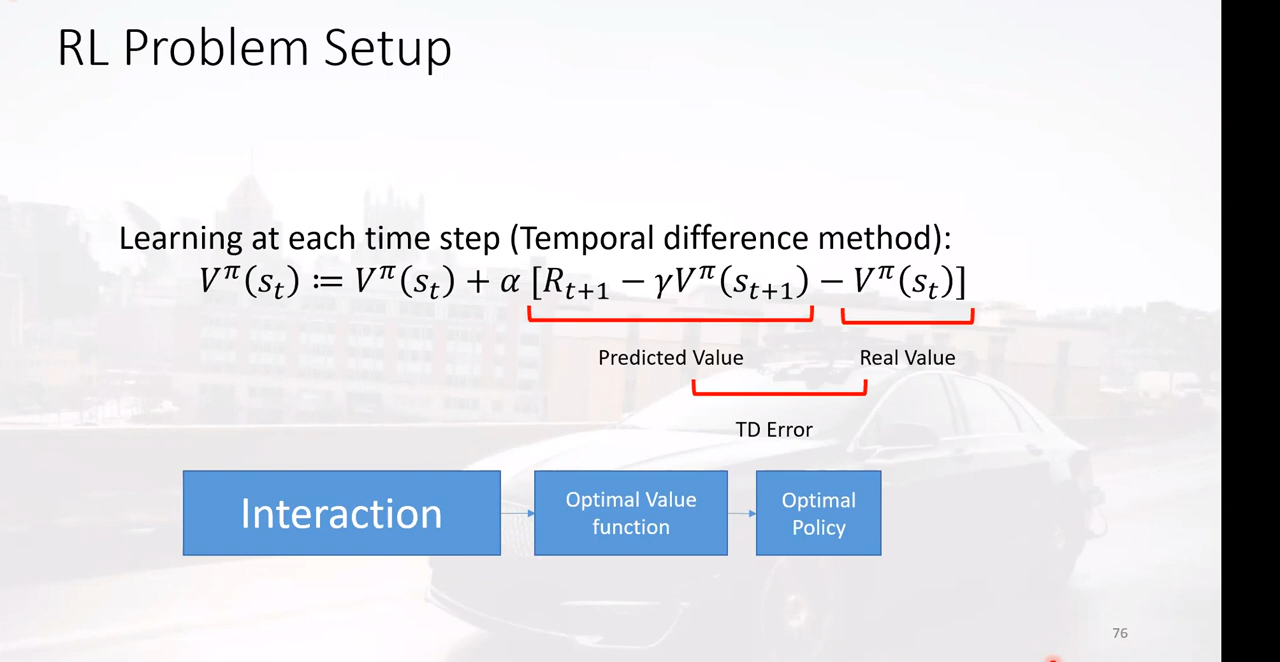 RL Problem Setup
Learning at each time step (Temporal difference method):
V^π(s_t) ≔ V^π(s_t) + α [R_{t+1} − γV^π(s_{t+1}) − V^π(s_t)]
Predicted Value Real Value
TD Error
Interaction
Optimal Value
function
Optimal
Policy
76